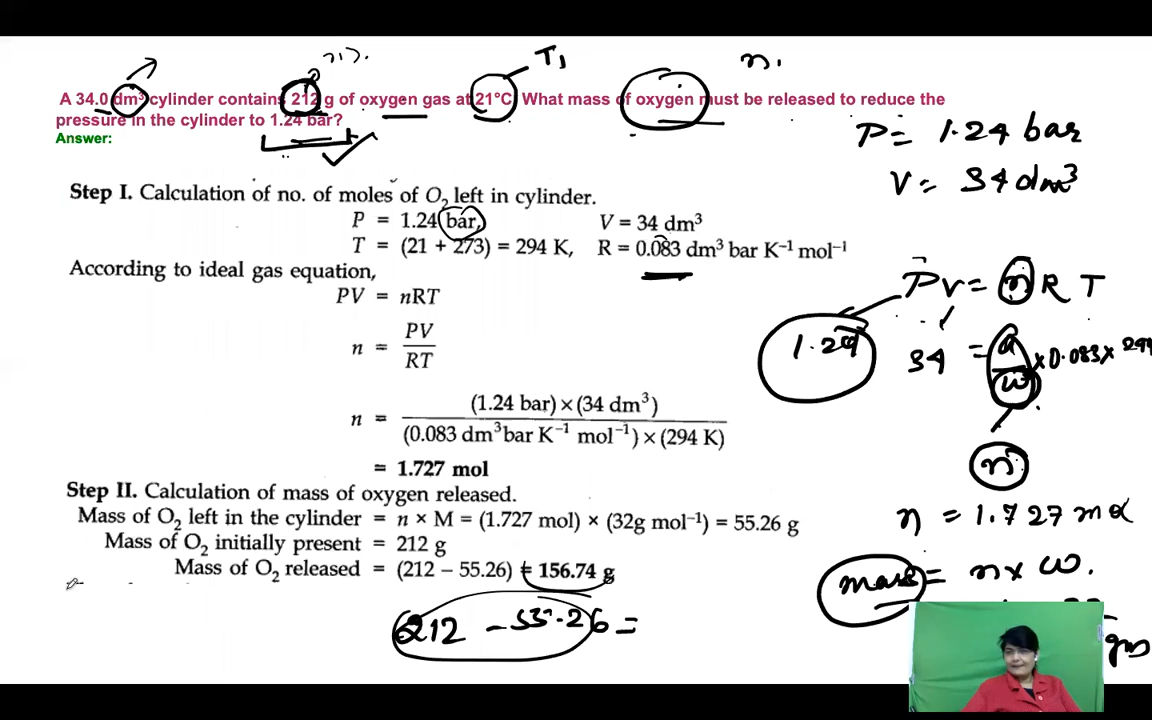 n1).
T1
n1
A 34.0 dm³ cylinder contains 212 g of oxygen gas at 21°C. What mass of oxygen must be released to reduce the
pressure in the cylinder to 1.24 bar?
Answer:
P = 1.24 bar
V = 34 dm³
Step I. Calculation of no. of moles of O₂ left in cylinder.
P = 1.24 bar, V = 34 dm³
T = (21 + 273) = 294 K, R = 0.083 dm³ bar K⁻¹ mol⁻¹
According to ideal gas equation,
PV = nRT
n = PV / RT
n = (1.24 bar) × (34 dm³) / (0.083 dm³ bar K⁻¹ mol⁻¹) × (294 K)
= 1.727 mol
PV = nRT
1.24 34 = × 0.083 × 294
n
Step II. Calculation of mass of oxygen released.
Mass of O₂ left in the cylinder = n × M = (1.727 mol) × (32g mol⁻¹) = 55.26 g
Mass of O₂ initially present = 212 g
Mass of O₂ released = (212 – 55.26) = 156.74 g
n = 1.727 mol
mass = n × w.
gms
212 – 55.26 =